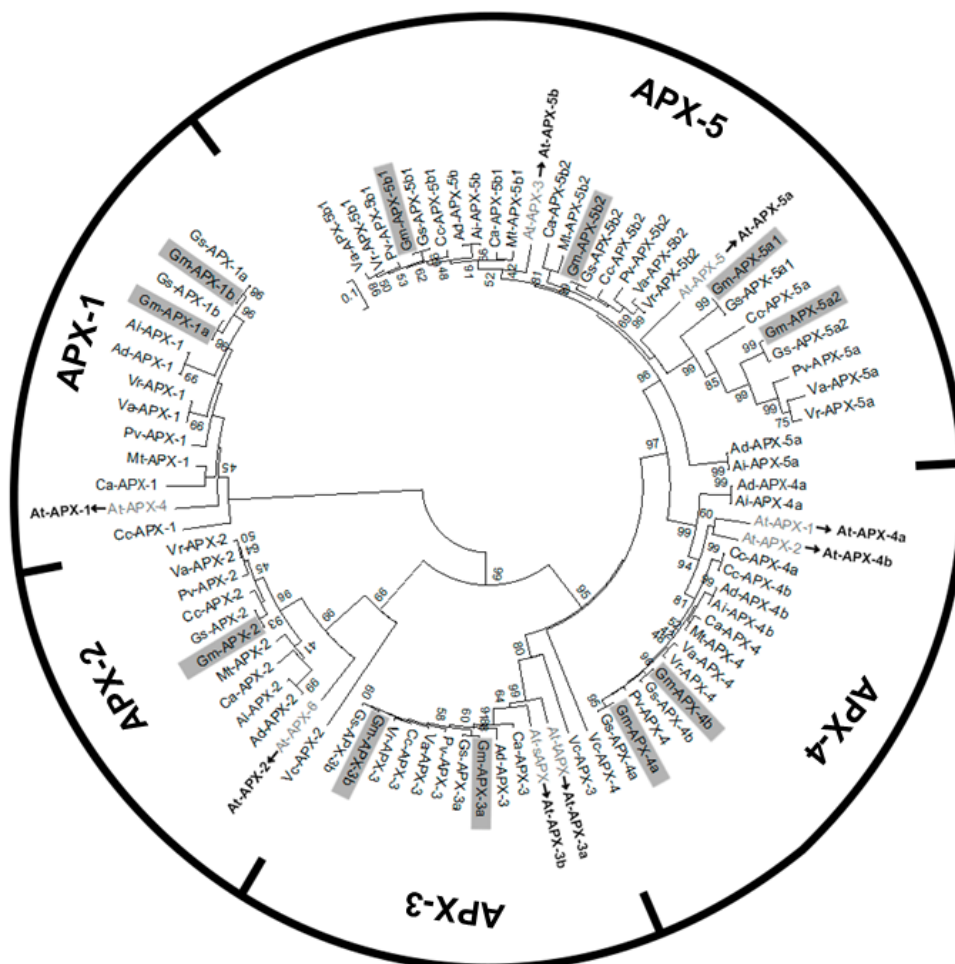 APX-5
APX-4
APX-3
APX-2
APX-1
Va-APX-5b1
Vr-APX-5b1
Pv-APX-5b1
Gm-APX-5b1
Gs-APX-5b1
Cc-APX-5b1
Ad-APX-5b
Ai-APX-5b
Ca-APX-5b1
Mt-APX-5b1
At-APX-3 → At-APX-5b
Ca-APX-5b2
Mt-APX-5b2
Gm-APX-5b2
Gs-APX-5b2
Cc-APX-5b2
Pv-APX-5b2
Va-APX-5b2
Vr-APX-5b2
At-APX-5 → At-APX-5a
Gm-APX-5a1
Gs-APX-5a1
Cc-APX-5a
Gm-APX-5a2
Gs-APX-5a2
Pv-APX-5a
Va-APX-5a
Vr-APX-5a
Ad-APX-5a
Ai-APX-5a
Ad-APX-4a
Ai-APX-4a
At-APX-1 → At-APX-4a
At-APX-2 → At-APX-4b
Cc-APX-4a
Cc-APX-4b
Ad-APX-4b
Ai-APX-4b
Ca-APX-4
Mt-APX-4
Va-APX-4
Vr-APX-4
Gm-APX-4b
Gs-APX-4b
Pv-APX-4
Gm-APX-4a
Gs-APX-4a
Vc-APX-4
Vc-APX-3
At-APX → At-APX-3a
At-APX → At-APX-3b
Ca-APX-3
Ad-APX-3
Gm-APX-3a
Gs-APX-3a
Pv-APX-3
Va-APX-3
Cc-APX-3
Vr-APX-3
Gm-APX-3b
Gs-APX-3b
Vc-APX-2
At-APX-2 ← At-APX-6
Ad-APX-2
Ai-APX-2
Ca-APX-2
Mt-APX-2
Gm-APX-2
Gs-APX-2
Cc-APX-2
Pv-APX-2
Va-APX-2
Vr-APX-2
Cc-APX-1
At-APX-1 ← At-APX-4
Ca-APX-1
Mt-APX-1
Pv-APX-1
Va-APX-1
Vr-APX-1
Ad-APX-1
Ai-APX-1
Gm-APX-1a
Gs-APX-1b
Gm-APX-1b
Gs-APX-1a
0.1
99
95
97
96
99
94
80
45